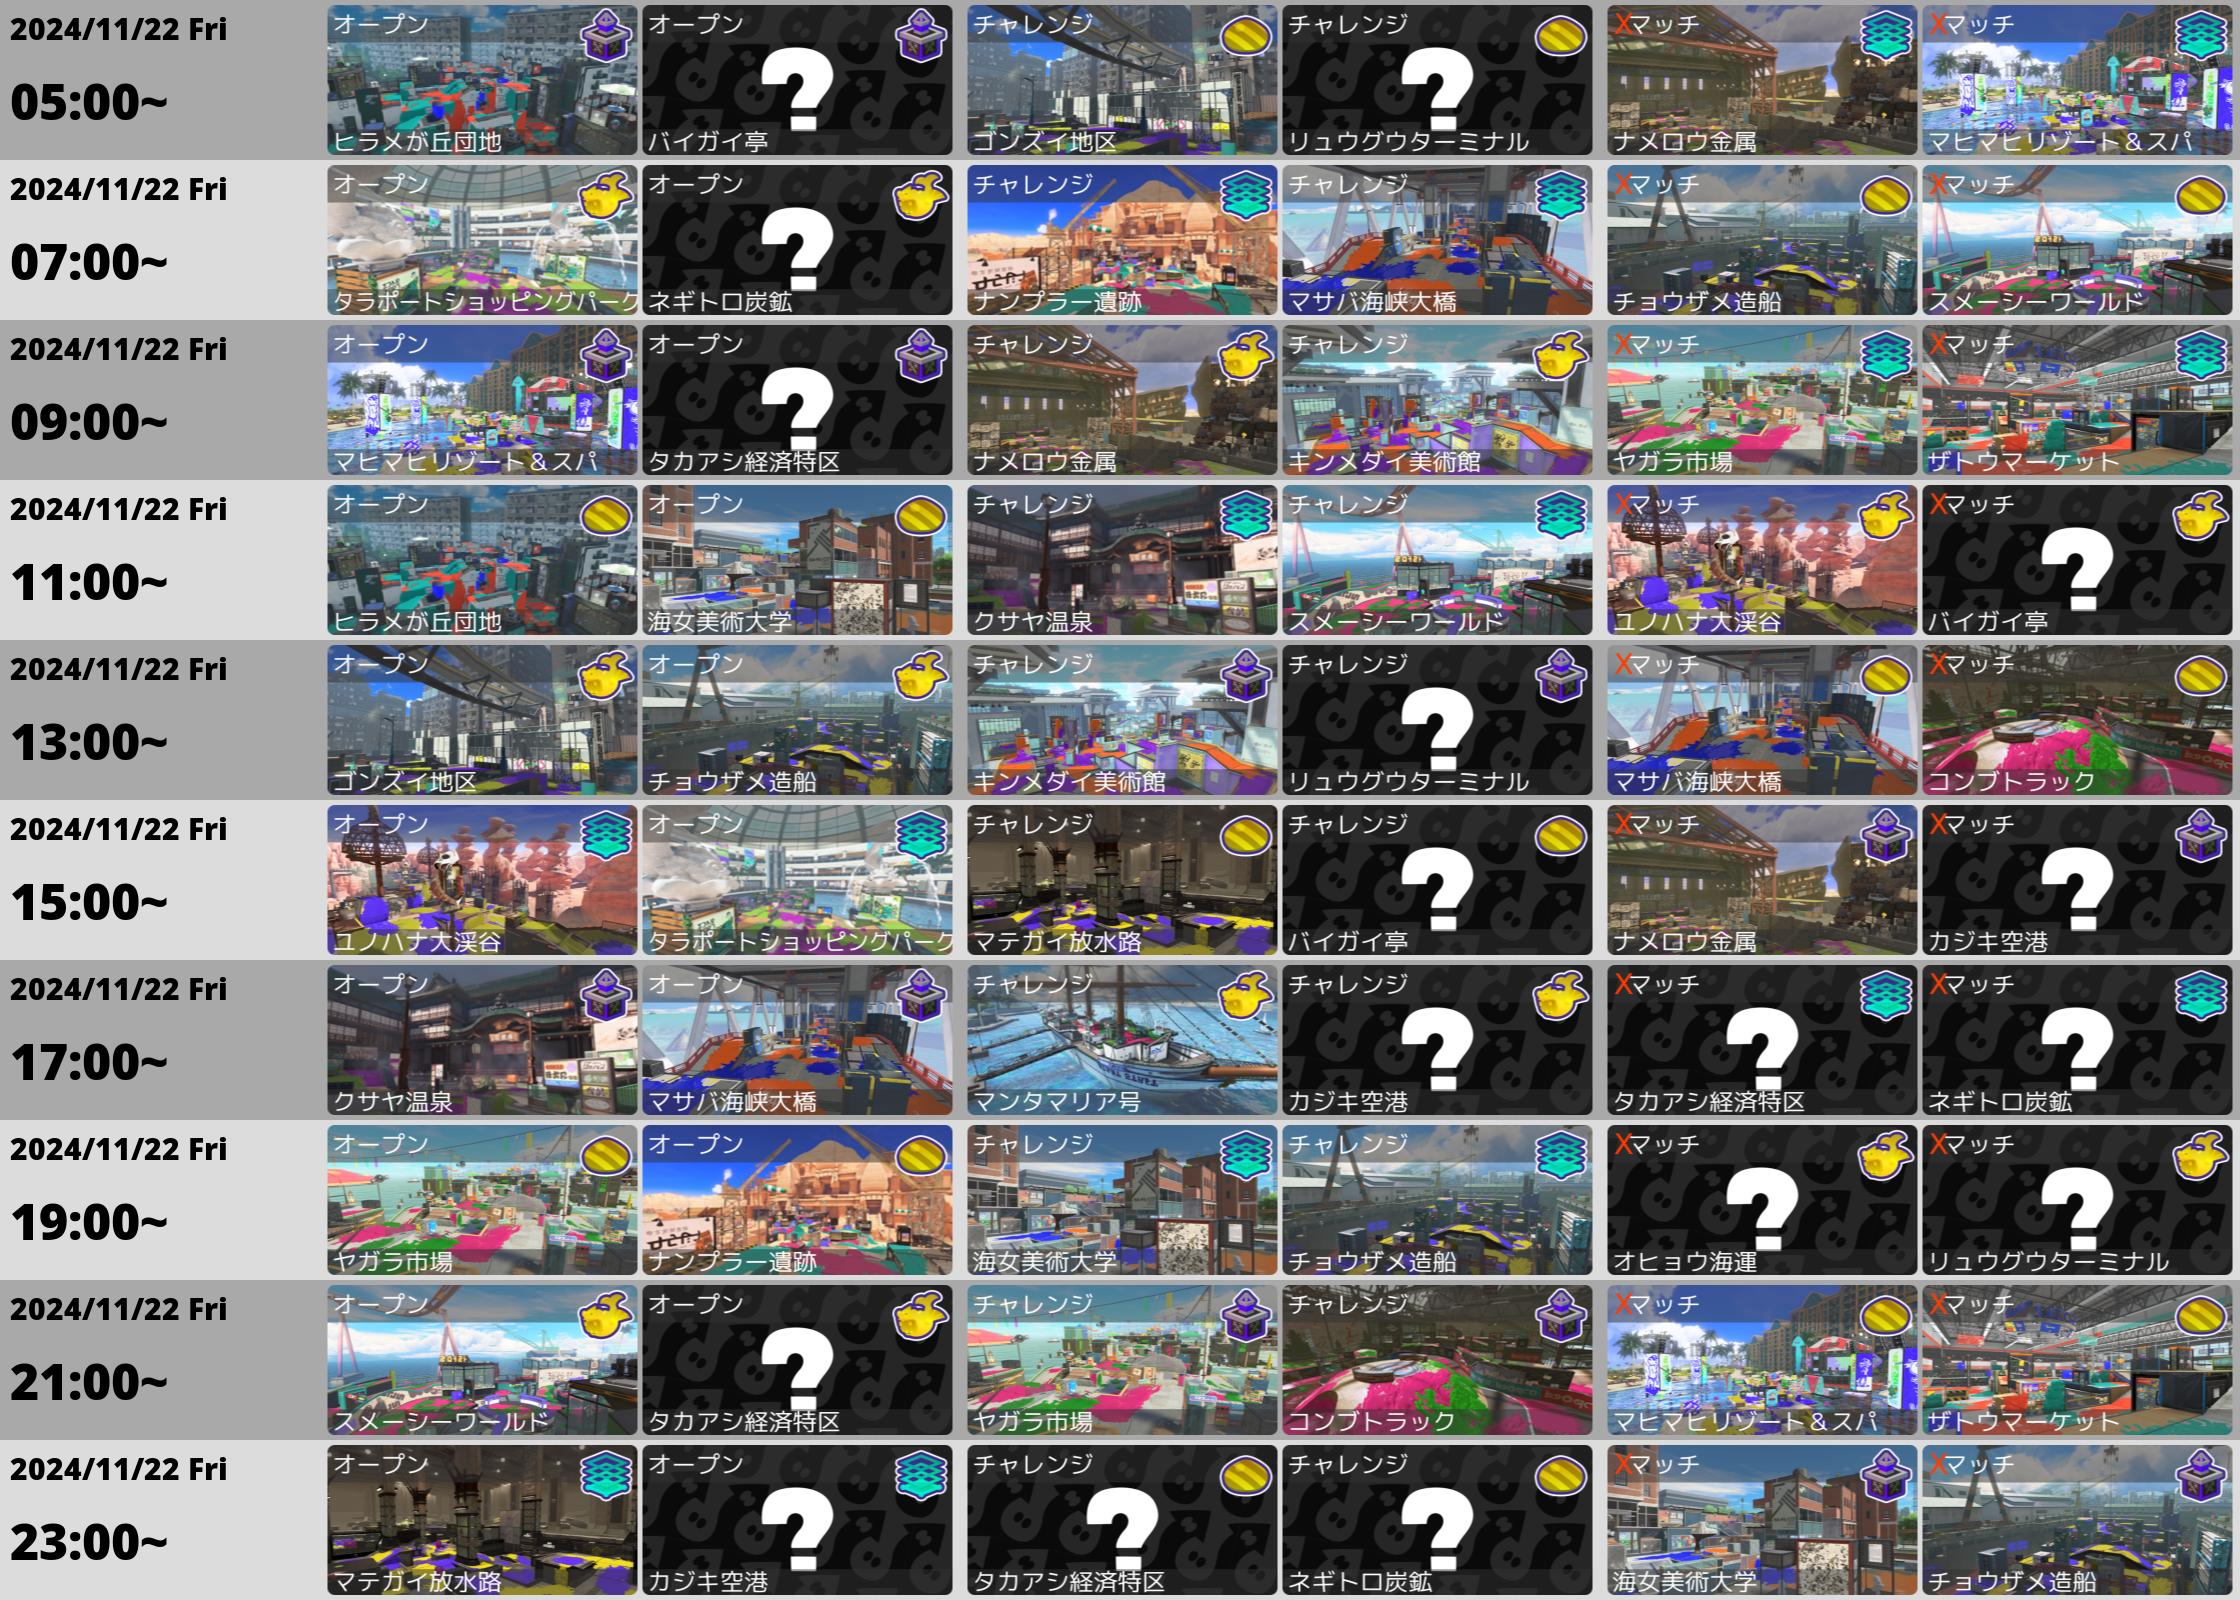 2024/11/22 Fri
05:00~
オープン
ヒラメが丘団地
オープン
バイガイ亭
チャレンジ
ゴンズイ地区
チャレンジ
リュウグウターミナル
Xマッチ
ナメロウ金属
Xマッチ
マヒマヒリゾート&スパ
2024/11/22 Fri
07:00~
オープン
タラポートショッピングパーク
オープン
ネギトロ炭鉱
チャレンジ
ナンプラー遺跡
チャレンジ
マサバ海峡大橋
Xマッチ
チョウザメ造船
Xマッチ
スメーシーワールド
2024/11/22 Fri
09:00~
オープン
マヒマヒリゾート&スパ
オープン
タカアシ経済特区
チャレンジ
ナメロウ金属
チャレンジ
キンメダイ美術館
Xマッチ
ヤガラ市場
Xマッチ
ザトウマーケット
2024/11/22 Fri
11:00~
オープン
ヒラメが丘団地
オープン
海女美術大学
チャレンジ
クサヤ温泉
チャレンジ
スメーシーワールド
Xマッチ
ユノハナ大渓谷
Xマッチ
バイガイ亭
2024/11/22 Fri
13:00~
オープン
ゴンズイ地区
オープン
チョウザメ造船
チャレンジ
キンメダイ美術館
チャレンジ
リュウグウターミナル
Xマッチ
マサバ海峡大橋
Xマッチ
コンブトラック
2024/11/22 Fri
15:00~
オープン
ユノハナ大渓谷
オープン
タラポートショッピングパーク
チャレンジ
マテガイ放水路
チャレンジ
バイガイ亭
Xマッチ
ナメロウ金属
Xマッチ
カジキ空港
2024/11/22 Fri
17:00~
オープン
クサヤ温泉
オープン
マサバ海峡大橋
チャレンジ
マンタマリア号
チャレンジ
カジキ空港
Xマッチ
タカアシ経済特区
Xマッチ
ネギトロ炭鉱
2024/11/22 Fri
19:00~
オープン
ヤガラ市場
オープン
ナンプラー遺跡
チャレンジ
海女美術大学
チャレンジ
チョウザメ造船
Xマッチ
オヒョウ海運
Xマッチ
リュウグウターミナル
2024/11/22 Fri
21:00~
オープン
スメーシーワールド
オープン
タカアシ経済特区
チャレンジ
ヤガラ市場
チャレンジ
コンブトラック
Xマッチ
マヒマヒリゾート&スパ
Xマッチ
ザトウマーケット
2024/11/22 Fri
23:00~
オープン
マテガイ放水路
オープン
カジキ空港
チャレンジ
タカアシ経済特区
チャレンジ
ネギトロ炭鉱
Xマッチ
海女美術大学
Xマッチ
チョウザメ造船